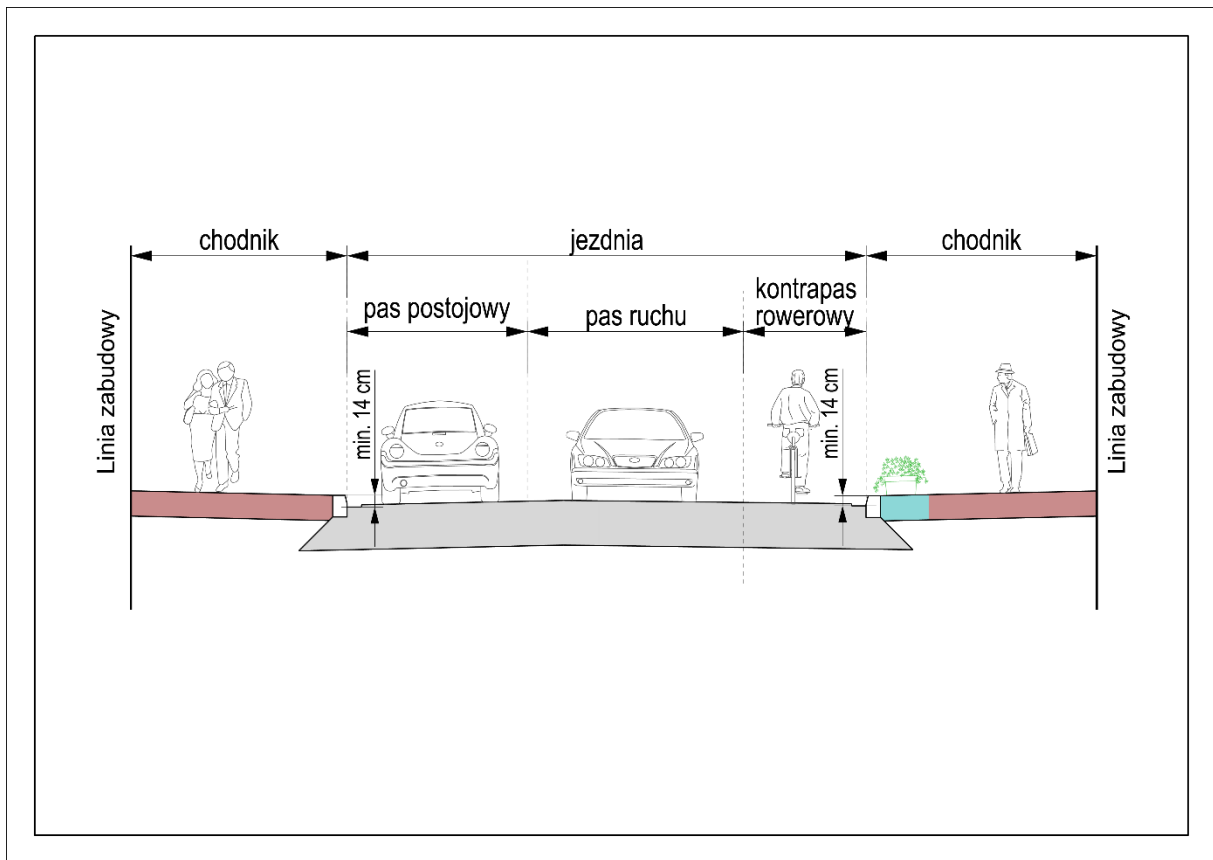 chodnik
jezdnia
chodnik
pas postojowy
pas ruchu
kontrapas
rowerowy
Linia zabudowy
min. 14 cm
min. 14 cm
Linia zabudowy